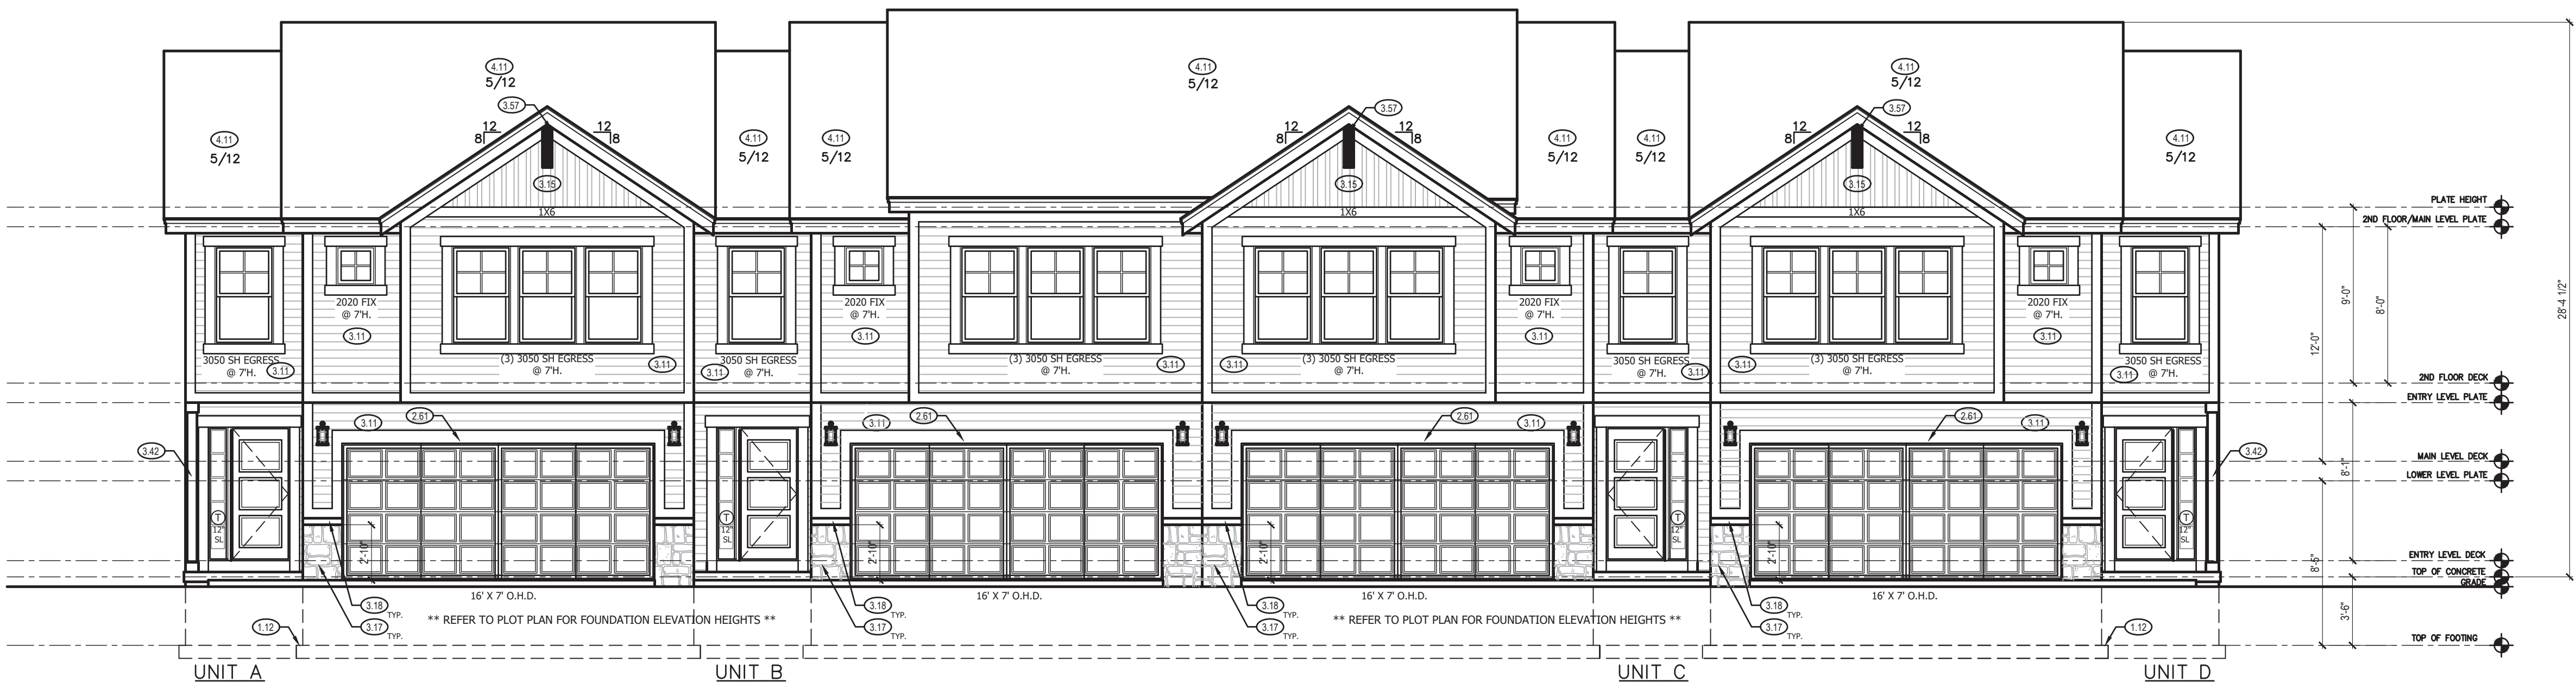 4.11
5/12
4.11
5/12
4.11
5/12
3.57
3.57
3.57
12
8
12
8
12
8
12
8
12
8
12
8
4.11
5/12
4.11
5/12
4.11
5/12
4.11
5/12
4.11
5/12
4.11
5/12
3.15
3.15
3.15
1X6
1X6
1X6
PLATE HEIGHT
2ND FLOOR/MAIN LEVEL PLATE
28'-4 1/2"
9'-0"
8'-0"
12'-0"
2020 FIX
@ 7'H.
3.11
2020 FIX
@ 7'H.
3.11
2020 FIX
@ 7'H.
3.11
2020 FIX
@ 7'H.
3.11
3050 SH EGRESS
@ 7'H.
3.11
(3) 3050 SH EGRESS
@ 7'H.
3.11
3050 SH EGRESS
@ 7'H.
3.11
(3) 3050 SH EGRESS
@ 7'H.
3.11
(3) 3050 SH EGRESS
@ 7'H.
3.11
3050 SH EGRESS
@ 7'H.
3.11
(3) 3050 SH EGRESS
@ 7'H.
3.11
3050 SH EGRESS
@ 7'H.
3.11
2ND FLOOR DECK
ENTRY LEVEL PLATE
3.11
2.61
3.11
2.61
2.61
3.11
2.61
3.11
3.42
3.42
MAIN LEVEL DECK
LOWER LEVEL PLATE
8'-1"
T
12"
SL
T
12"
SL
T
12"
SL
T
12"
SL
2'-10"
2'-10"
2'-10"
2'-10"
ENTRY LEVEL DECK
TOP OF CONCRETE
GRADE
8'-5"
3'-6"
16' X 7' O.H.D.
16' X 7' O.H.D.
16' X 7' O.H.D.
16' X 7' O.H.D.
3.18
TYP.
3.18
TYP.
3.18
TYP.
3.18
TYP.
3.17
TYP.
3.17
TYP.
3.17
TYP.
3.17
TYP.
** REFER TO PLOT PLAN FOR FOUNDATION ELEVATION HEIGHTS **
** REFER TO PLOT PLAN FOR FOUNDATION ELEVATION HEIGHTS **
1.12
1.12
TOP OF FOOTING
UNIT A
UNIT B
UNIT C
UNIT D